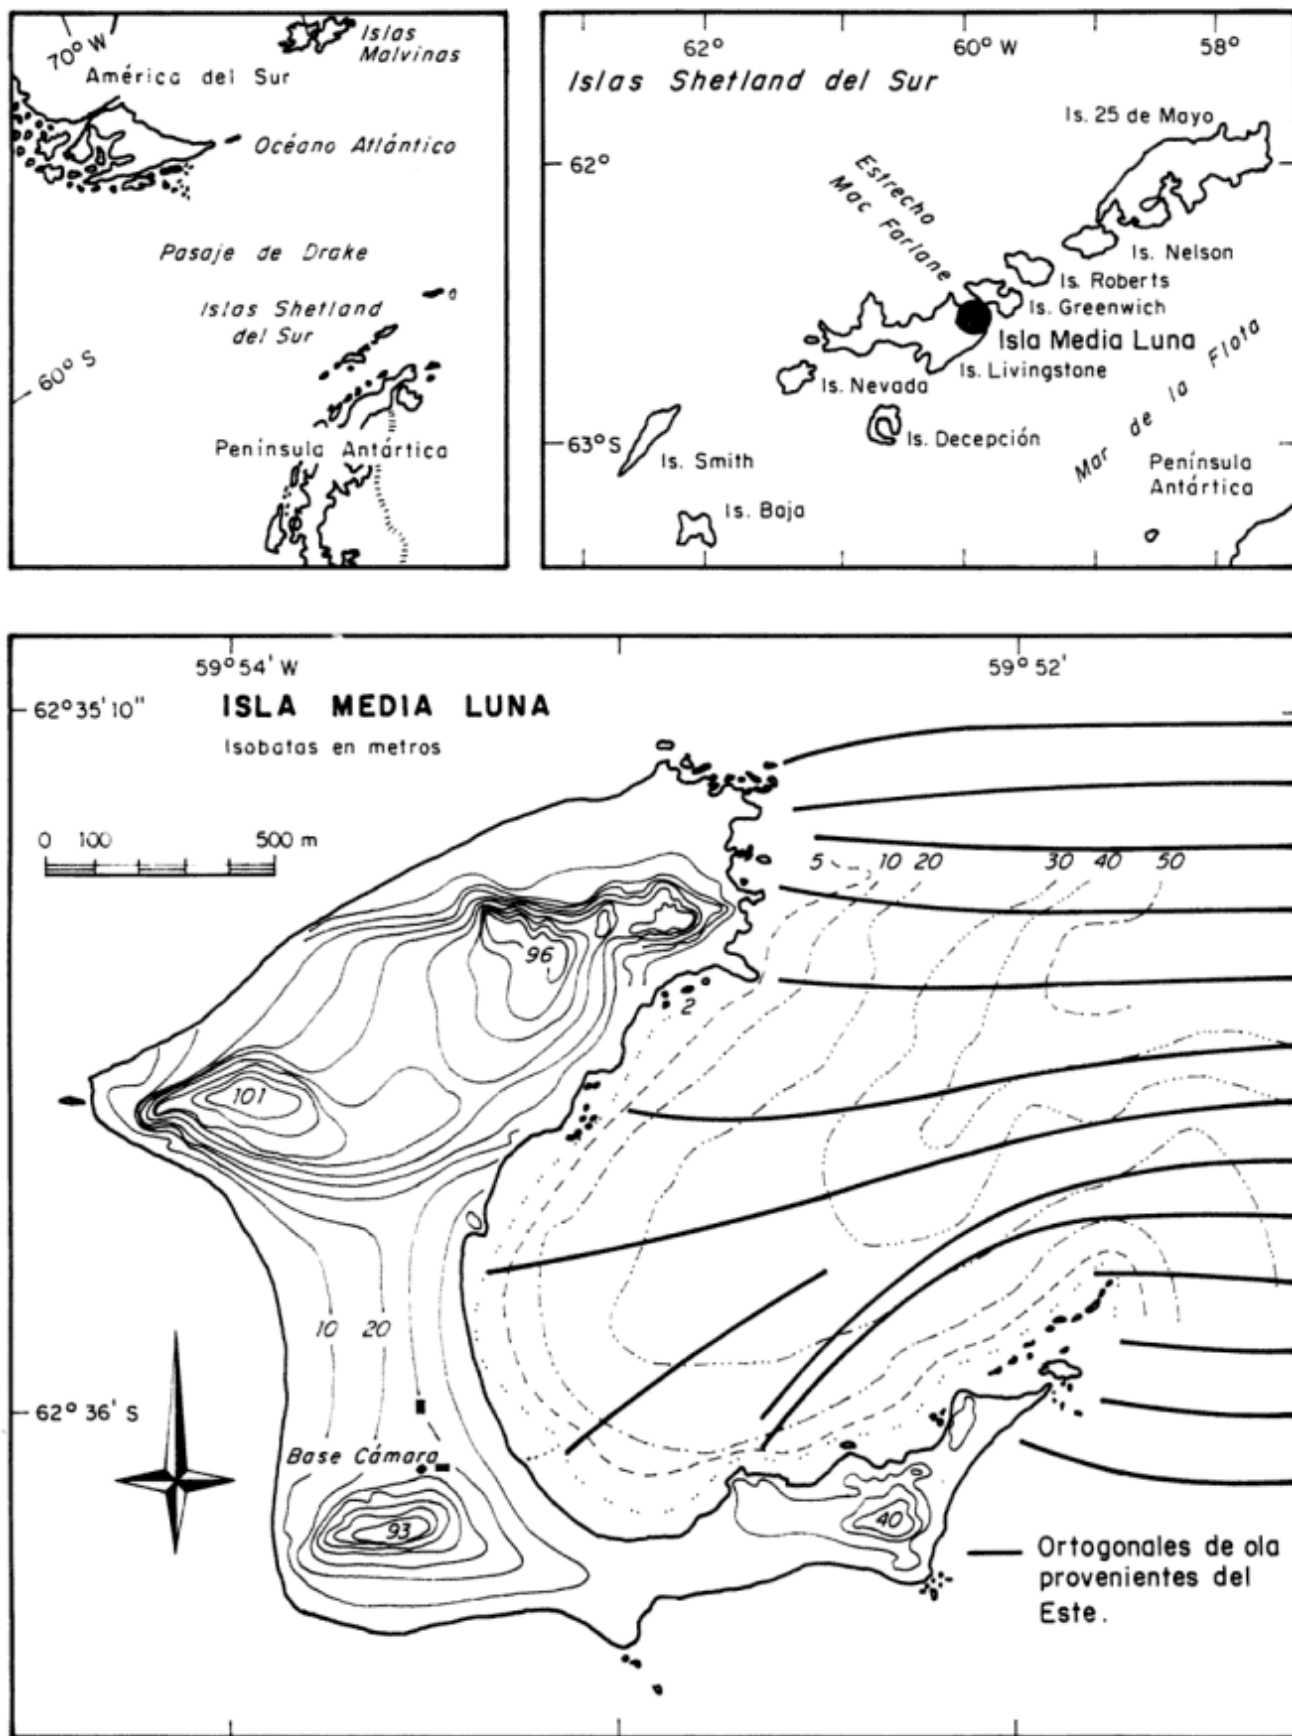 70° W
Islas
Malvinas
América del Sur
Océano Atlántico
Pasaje de Drake
Islas Shetland
del Sur
60° S
Península Antártica
62°
60° W
58°
Islas Shetland del Sur
Is. 25 de Mayo
62°
Estrecho
Mac Farlane
Is. Nelson
Is. Roberts
Is. Greenwich
Isla Media Luna
Is. Livingstone
Is. Nevada
Mar de la Flota
63° S
Is. Decepción
Is. Smith
Península
Antártica
Is. Baja
59° 54' W
59° 52'
62° 35' 10"
ISLA MEDIA LUNA
Isobatas en metros
0 100 500 m
5 10 20 30 40 50
96
2
101
10 20
62° 36' S
Base Cámara
93
40
Ortogonales de ola
provenientes del
Este.